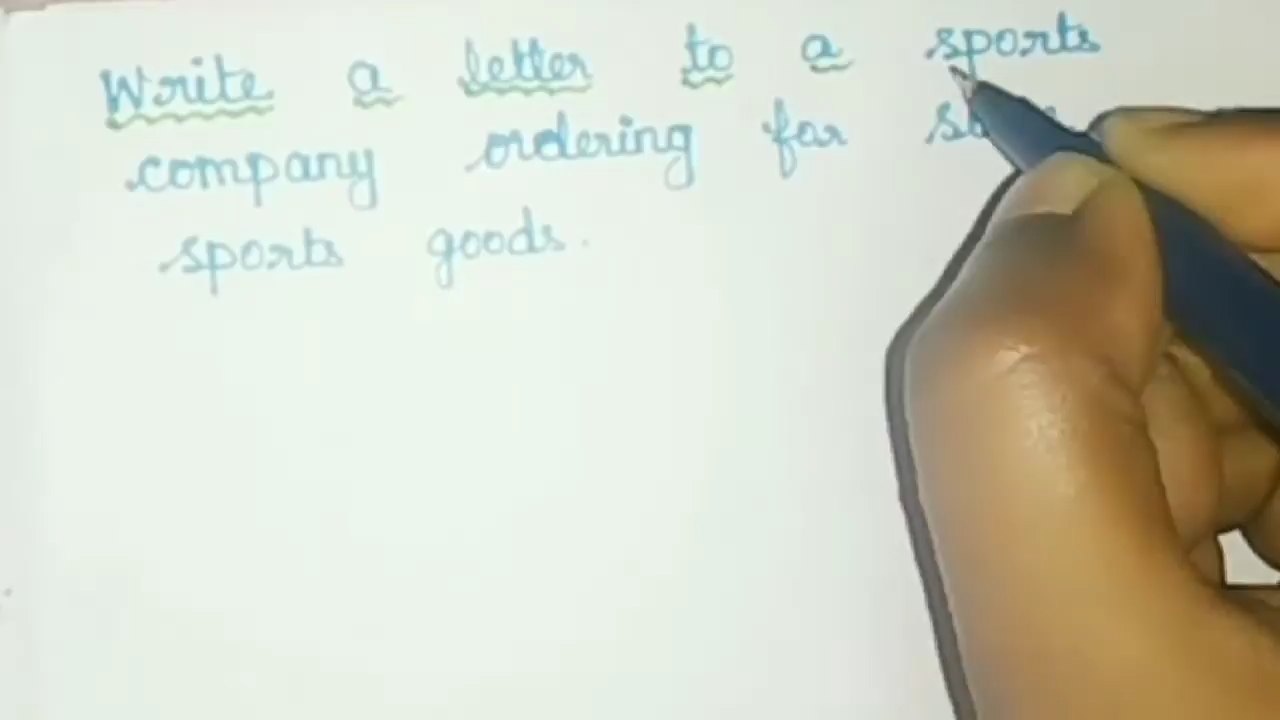 Write a letter to a sports
company ordering for
sports goods.